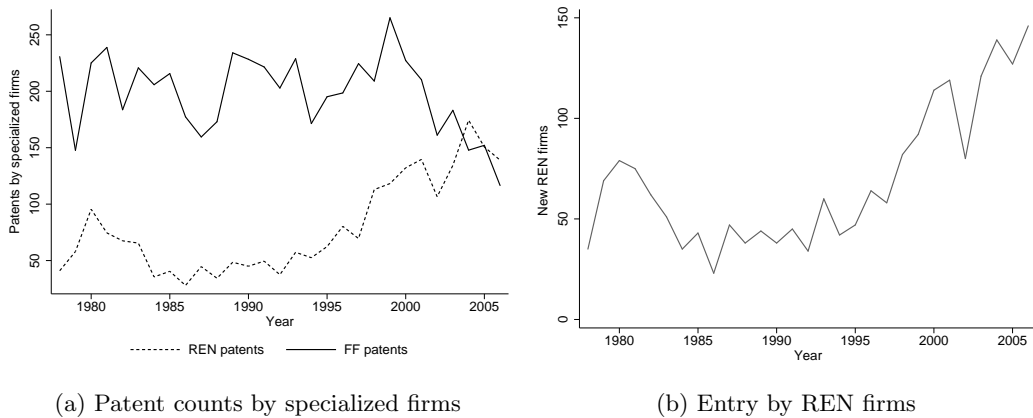 Patents by specialized firms
250
200
150
100
50
1980 1985 1990 1995 2000 2005
Year
REN patents FF patents
(a) Patent counts by specialized firms
New REN firms
150
100
50
0
1980 1985 1990 1995 2000 2005
Year
(b) Entry by REN firms